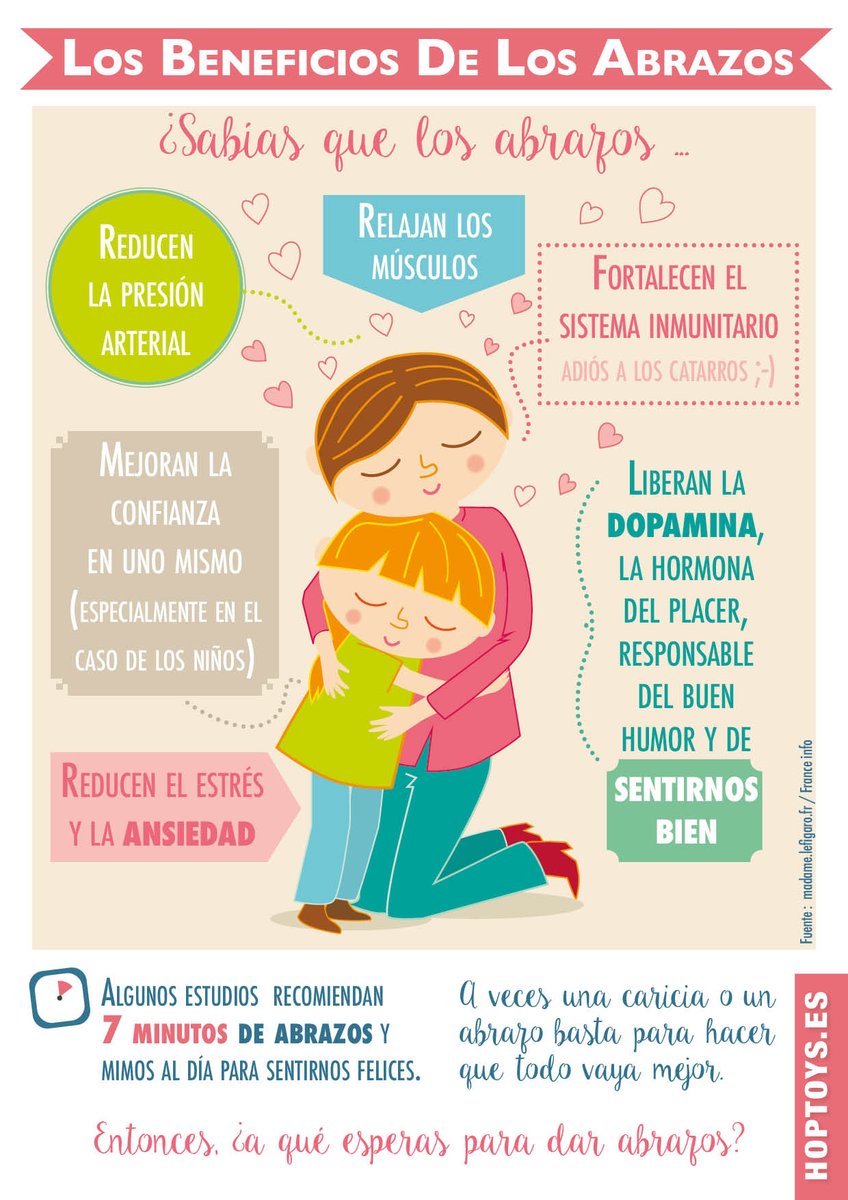 Los Beneficios De Los Abrazos
¿Sabías que los abrazos ...
Reducen
la presión
arterial
Relajan los
músculos
Fortalecen el
sistema inmunitario
adiós a los catarros ;-)
Mejoran la
confianza
en uno mismo
(especialmente en el
caso de los niños)
Liberan la
dopamina,
la hormona
del placer,
responsable
del buen
humor y de
sentirnos
bien
Reducen el estrés
y la ansiedad
Fuente : madame.lefigaro.fr / France info
Algunos estudios recomiendan
7 minutos de abrazos y
mimos al día para sentirnos felices.
A veces una caricia o un
abrazo basta para hacer
que todo vaya mejor.
Entonces, ¿a qué esperas para dar abrazos?
HOPTOYS.ES